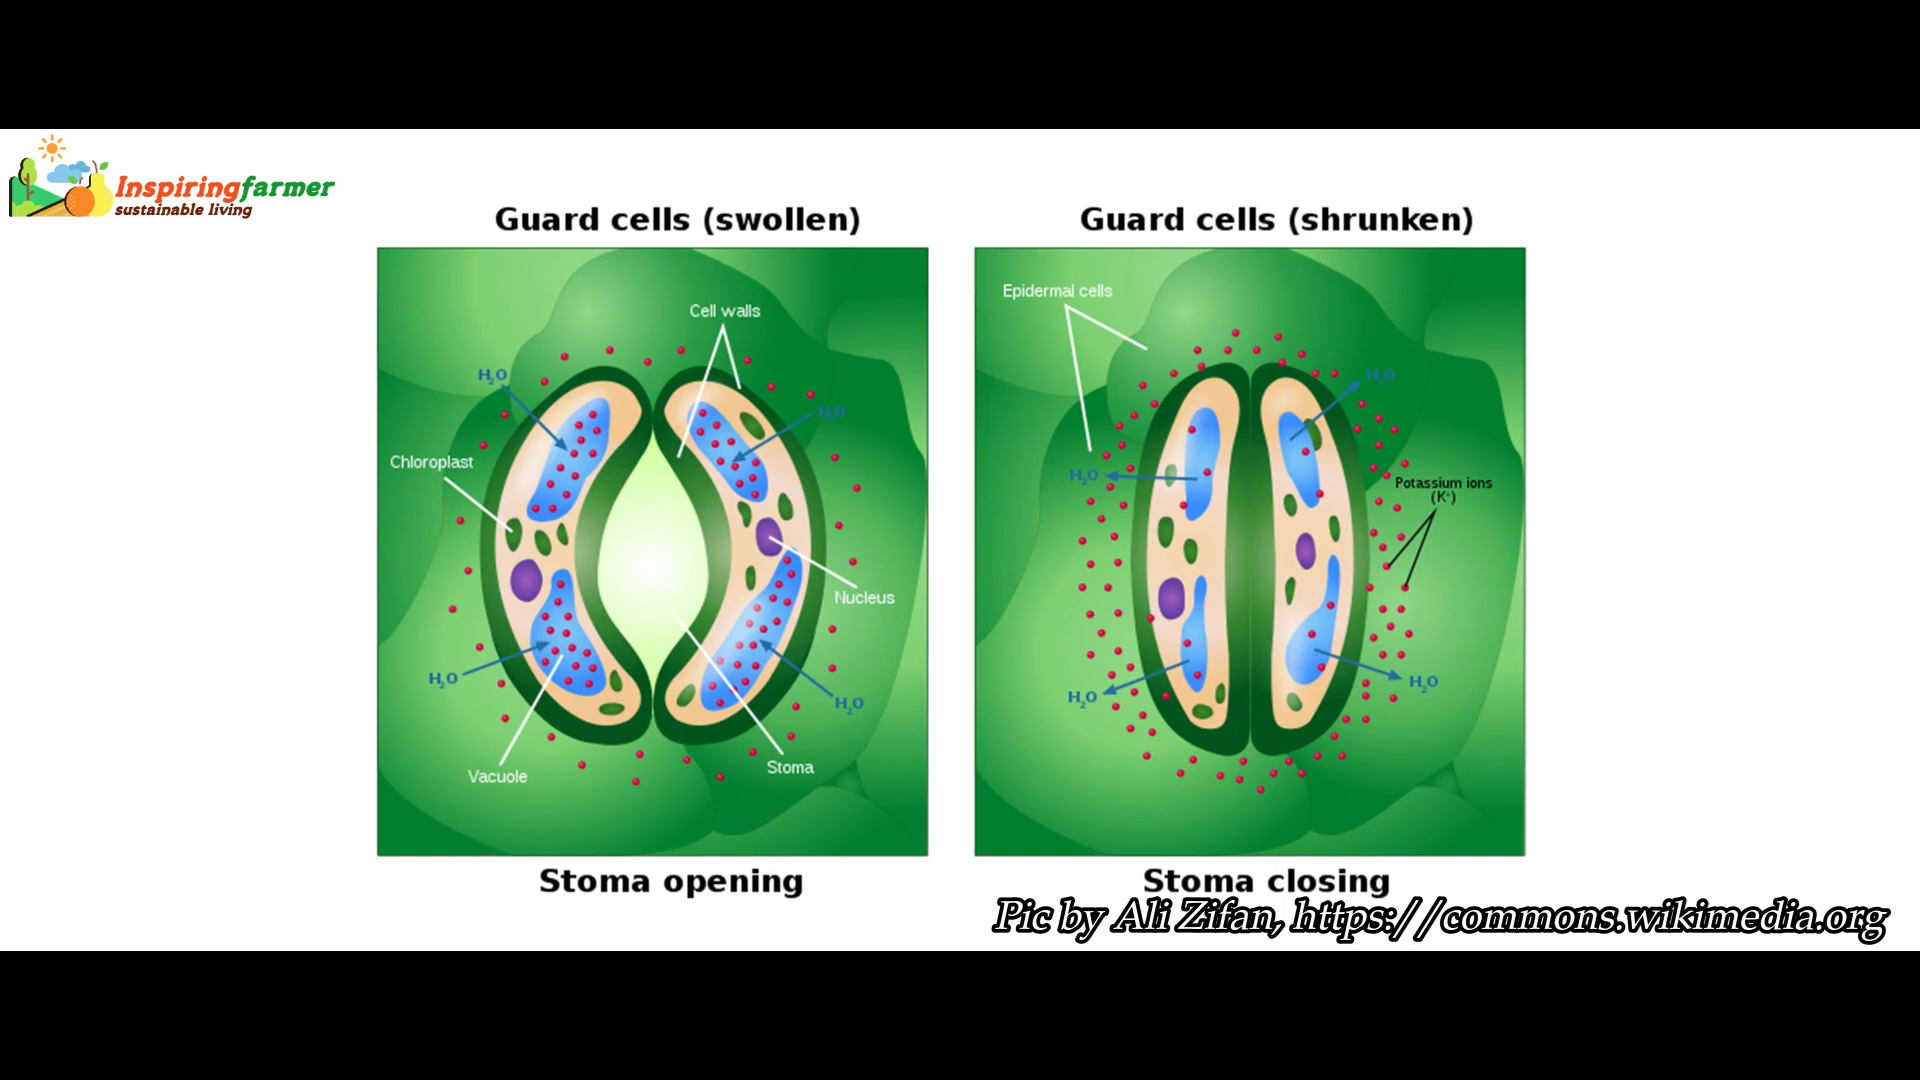 Inspiringfarmer
sustainable living
Guard cells (swollen)
Guard cells (shrunken)
Cell walls
H₂O
H₂O
Chloroplast
Nucleus
H₂O
H₂O
Vacuole
Stoma
Epidermal cells
H₂O
H₂O
Potassium ions
(K⁺)
H₂O
H₂O
Stoma opening
Stoma closing
Pic by Ali Zifan, https://commons.wikimedia.org